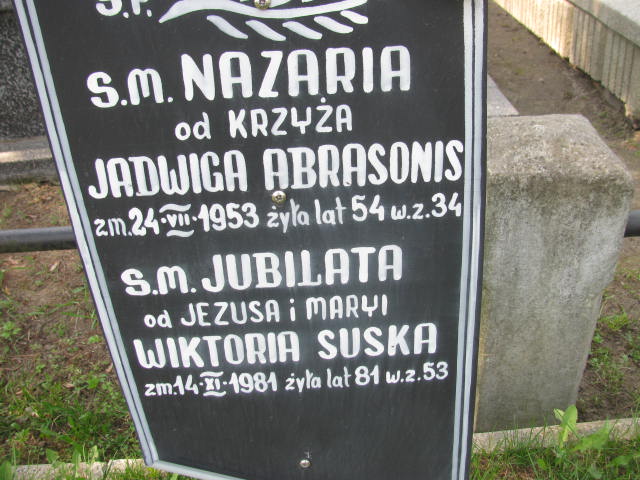 Ś.P.
S.M. NAZARIA
od KRZYŻA
JADWIGA ABRASONIS
zm. 24·VII·1953 żyła lat 54 w.z. 34
S.M. JUBILATA
od JEZUSA i MARYI
WIKTORIA SUSKA
zm. 14·XI·1981 żyła lat 81 w.z. 53